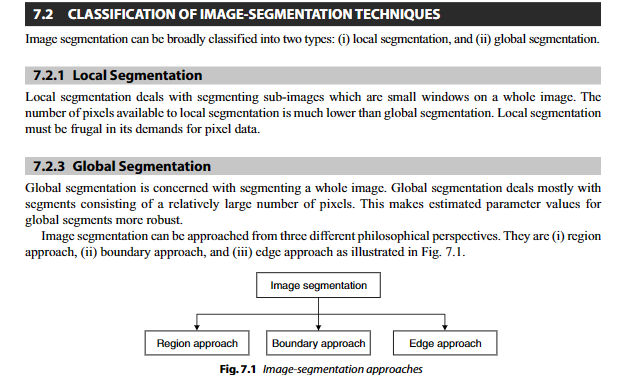 7.2 CLASSIFICATION OF IMAGE-SEGMENTATION TECHNIQUES
Image segmentation can be broadly classified into two types: (i) local segmentation, and (ii) global segmentation.
7.2.1 Local Segmentation
Local segmentation deals with segmenting sub-images which are small windows on a whole image. The
number of pixels available to local segmentation is much lower than global segmentation. Local segmentation
must be frugal in its demands for pixel data.
7.2.3 Global Segmentation
Global segmentation is concerned with segmenting a whole image. Global segmentation deals mostly with
segments consisting of a relatively large number of pixels. This makes estimated parameter values for
global segments more robust.
Image segmentation can be approached from three different philosophical perspectives. They are (i) region
approach, (ii) boundary approach, and (iii) edge approach as illustrated in Fig. 7.1.
Image segmentation
Region approach
Boundary approach
Edge approach
Fig. 7.1 Image-segmentation approaches